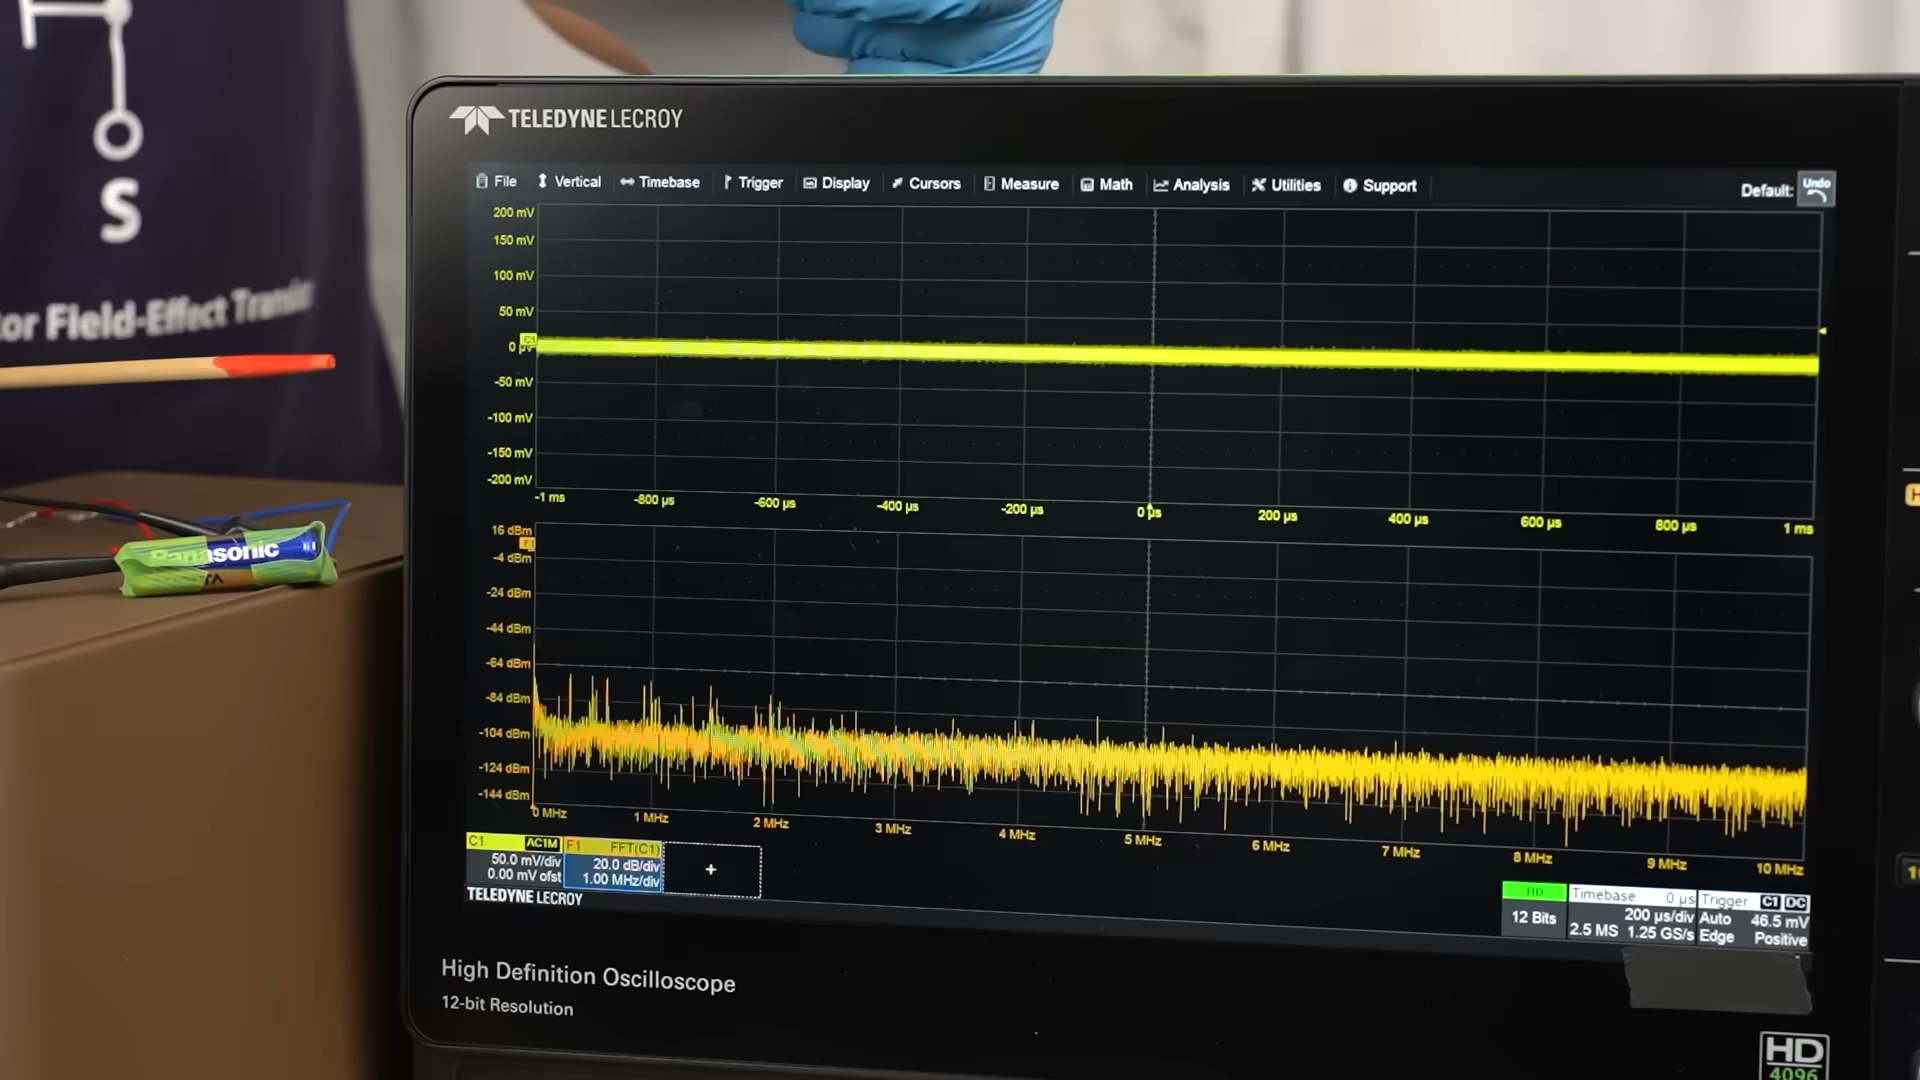 S
or Field-Effect Transist
Panasonic
TELEDYNE LECROY
File Vertical Timebase Trigger Display Cursors Measure Math Analysis Utilities Support
Default: Undo
200 mV
150 mV
100 mV
50 mV
C1
0 µV
-50 mV
-100 mV
-150 mV
-200 mV
-1 ms -800 µs -600 µs -400 µs -200 µs 0 µs 200 µs 400 µs 600 µs 800 µs 1 ms
16 dBm
F1
-4 dBm
-24 dBm
-44 dBm
-64 dBm
-84 dBm
-104 dBm
-124 dBm
-144 dBm
0 MHz 1 MHz 2 MHz 3 MHz 4 MHz 5 MHz 6 MHz 7 MHz 8 MHz 9 MHz 10 MHz
C1 AC1M
50.0 mV/div
0.00 mV ofst
F1 FFT(C1)
20.0 dB/div
1.00 MHz/div
+
TELEDYNE LECROY
HD
12 Bits
Timebase 0 µs
200 µs/div
2.5 MS 1.25 GS/s
Trigger C1 DC
Auto 46.5 mV
Edge Positive
High Definition Oscilloscope
12-bit Resolution
HD
4096